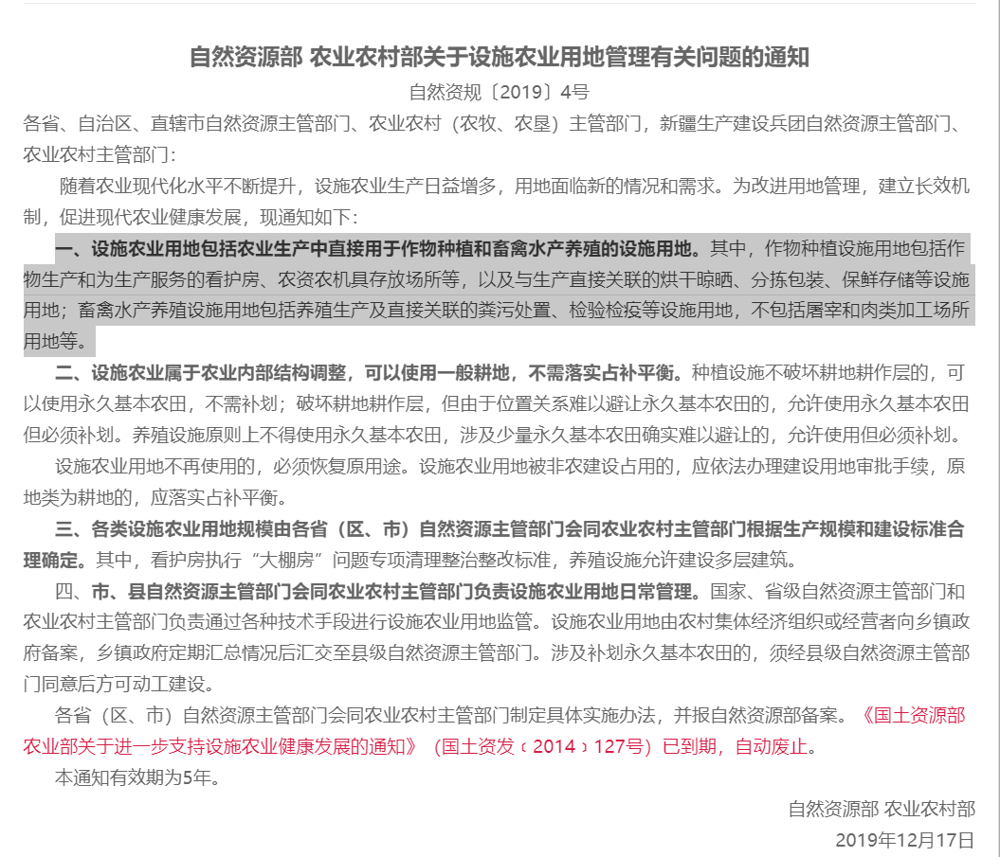 自然资源部 农业农村部关于设施农业用地管理有关问题的通知
自然资规〔2019〕4号
各省、自治区、直辖市自然资源主管部门、农业农村（农牧、农垦）主管部门，新疆生产建设兵团自然资源主管部门、
农业农村主管部门：
随着农业现代化水平不断提升，设施农业生产日益增多，用地面临新的情况和需求。为改进用地管理，建立长效机
制，促进现代农业健康发展，现通知如下：
一、设施农业用地包括农业生产中直接用于作物种植和畜禽水产养殖的设施用地。其中，作物种植设施用地包括作
物生产和为生产服务的看护房、农资农机具存放场所等，以及与生产直接关联的烘干晾晒、分拣包装、保鲜存储等设施
用地；畜禽水产养殖设施用地包括养殖生产及直接关联的粪污处置、检验检疫等设施用地，不包括屠宰和肉类加工场所
用地等。
二、设施农业属于农业内部结构调整，可以使用一般耕地，不需落实占补平衡。种植设施不破坏耕地耕作层的，可
以使用永久基本农田，不需补划；破坏耕地耕作层，但由于位置关系难以避让永久基本农田的，允许使用永久基本农田
但必须补划。养殖设施原则上不得使用永久基本农田，涉及少量永久基本农田确实难以避让的，允许使用但必须补划。
设施农业用地不再使用的，必须恢复原用途。设施农业用地被非农建设占用的，应依法办理建设用地审批手续，原
地类为耕地的，应落实占补平衡。
三、各类设施农业用地规模由各省（区、市）自然资源主管部门会同农业农村主管部门根据生产规模和建设标准合
理确定。其中，看护房执行“大棚房”问题专项清理整治整改标准，养殖设施允许建设多层建筑。
四、市、县自然资源主管部门会同农业农村主管部门负责设施农业用地日常管理。国家、省级自然资源主管部门和
农业农村主管部门负责通过各种技术手段进行设施农业用地监管。设施农业用地由农村集体经济组织或经营者向乡镇政
府备案，乡镇政府定期汇总情况后汇交至县级自然资源主管部门。涉及补划永久基本农田的，须经县级自然资源主管部
门同意后方可动工建设。
各省（区、市）自然资源主管部门会同农业农村主管部门制定具体实施办法，并报自然资源部备案。《国土资源部
农业部关于进一步支持设施农业健康发展的通知》（国土资发﹝2014﹞127号）已到期，自动废止。
本通知有效期为5年。
自然资源部 农业农村部
2019年12月17日